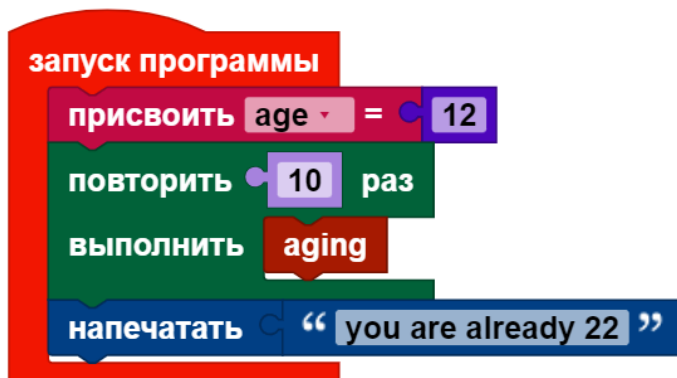 запуск программы
присвоить age = 12
повторить 10 раз
выполнить aging
напечатать “ you are already 22 ”